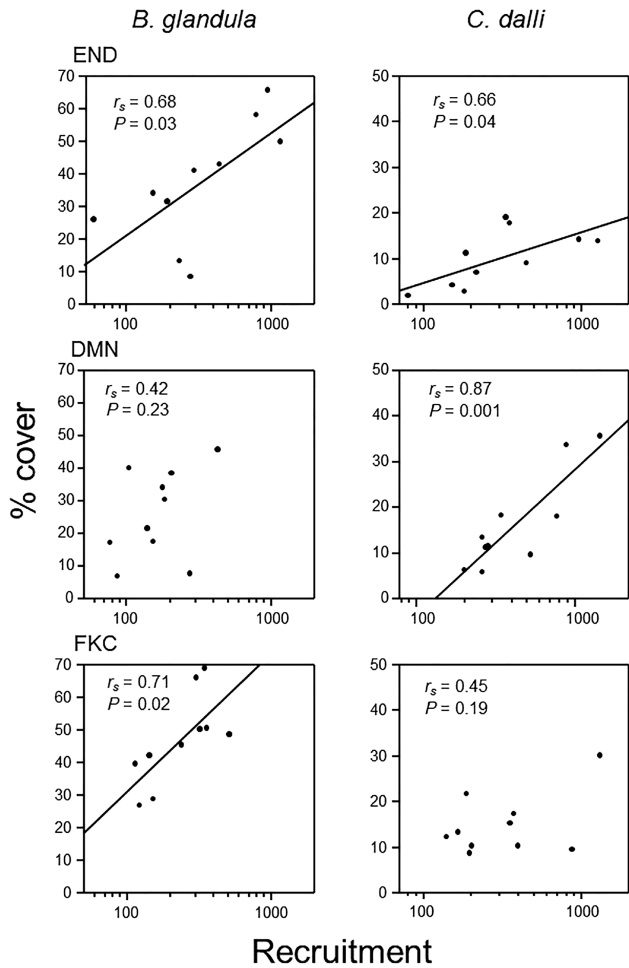 B. glandula C. dalli
END
70 60 50 40 30 20 10 0
rs = 0.68
P = 0.03
100 1000
50 40 30 20 10 0
rs = 0.66
P = 0.04
100 1000
DMN
70 60 50 40 30 20 10 0
rs = 0.42
P = 0.23
100 1000
50 40 30 20 10 0
rs = 0.87
P = 0.001
100 1000
% cover
FKC
70 60 50 40 30 20 10 0
rs = 0.71
P = 0.02
100 1000
50 40 30 20 10 0
rs = 0.45
P = 0.19
100 1000
Recruitment